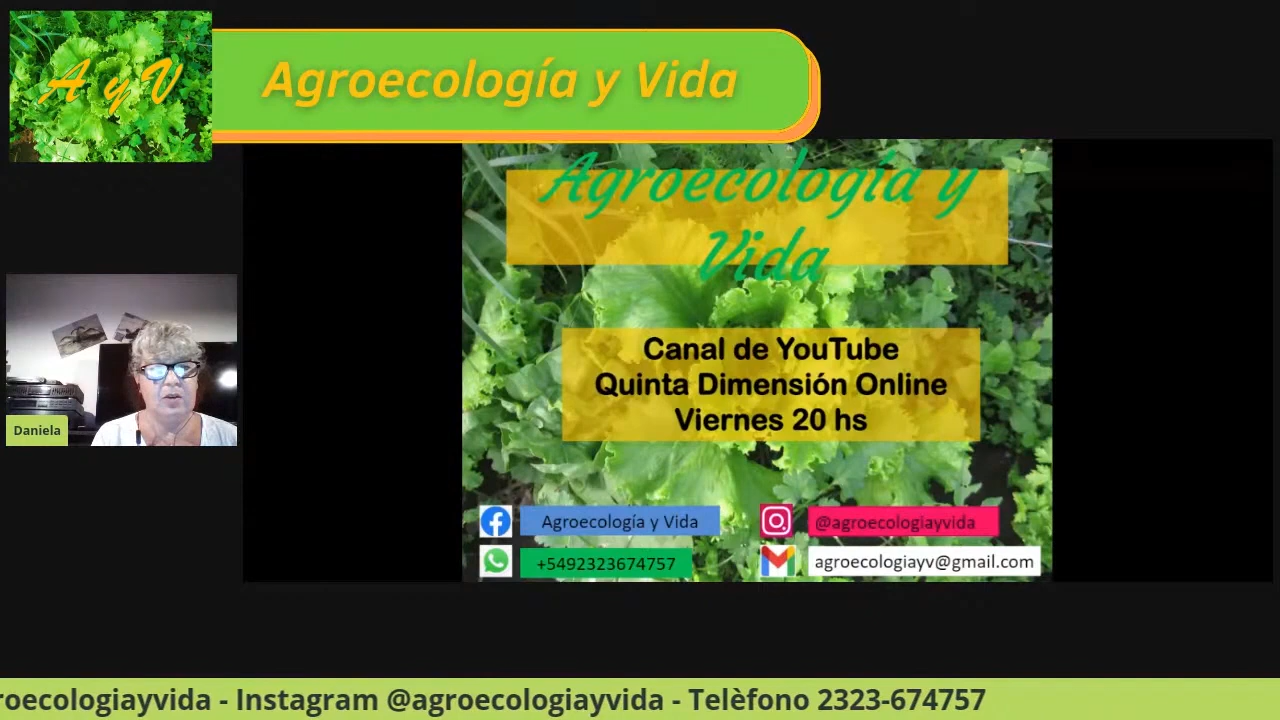 A y V
Agroecología y Vida
Agroecología y
Vida
Canal de YouTube
Quinta Dimensión Online
Viernes 20 hs
Daniela
Agroecología y Vida
@agroecologiayvida
+5492323674757
agroecologiayv@gmail.com
roecologiayvida - Instagram @agroecologiayvida - Telèfono 2323-674757